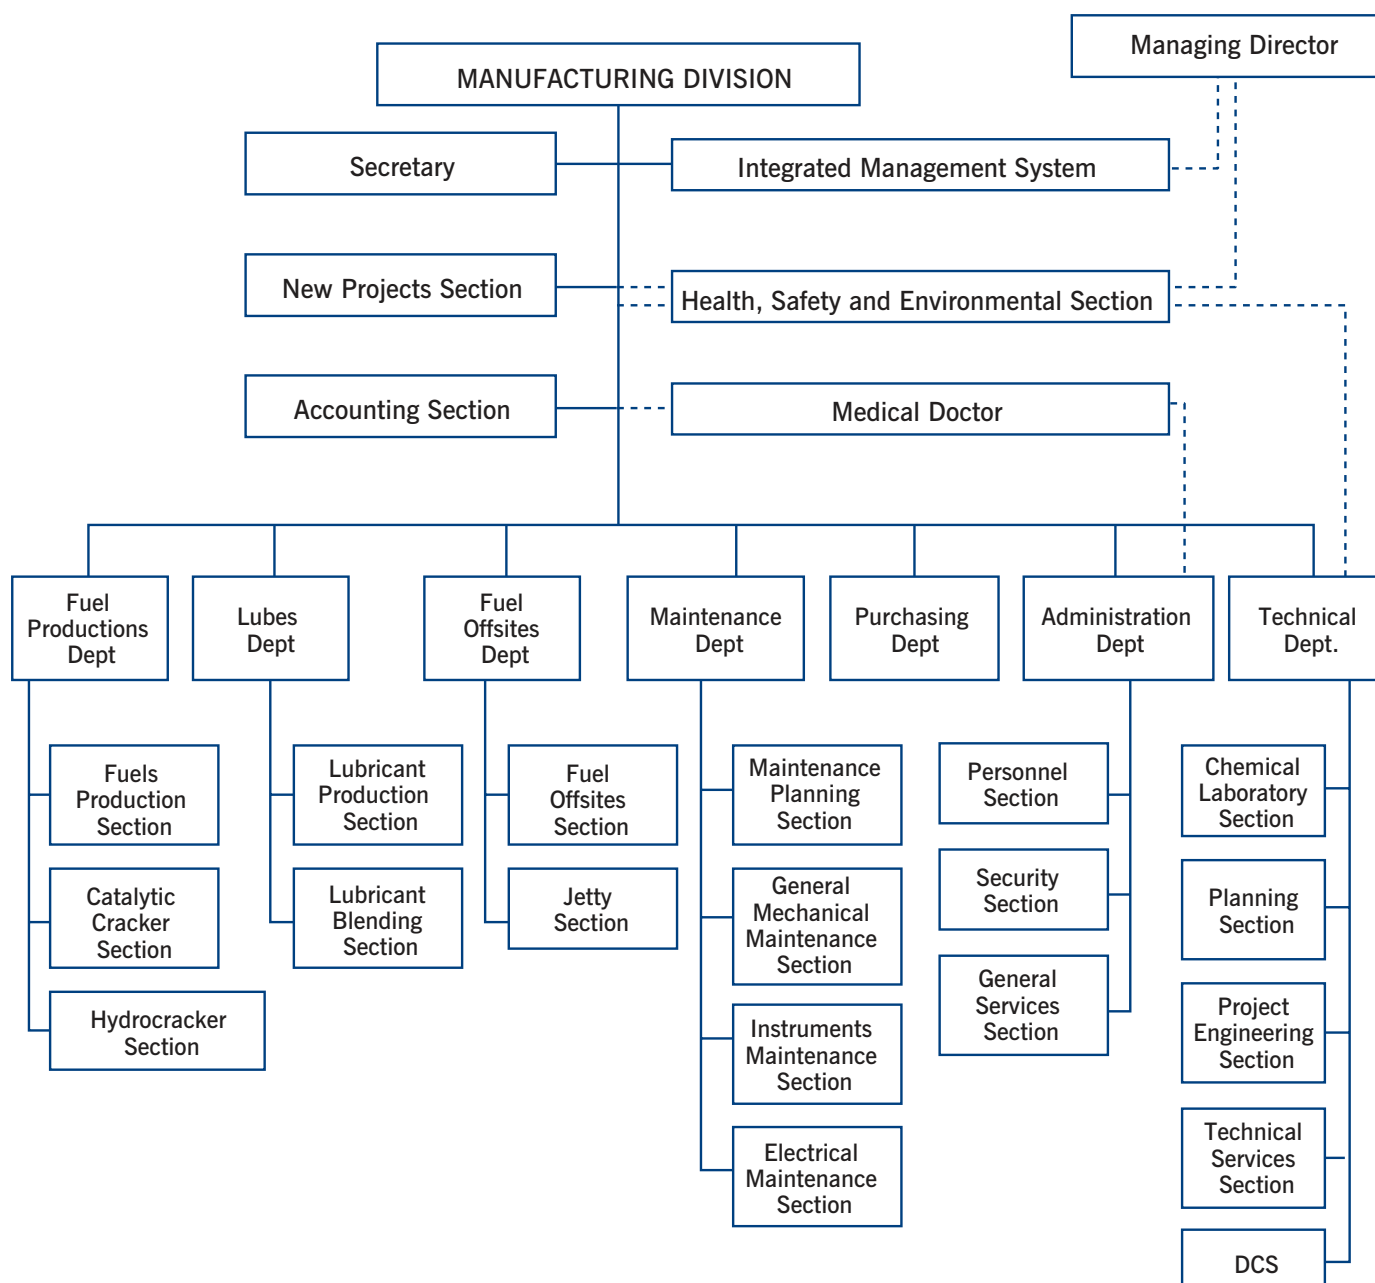 Managing Director
MANUFACTURING DIVISION
Secretary
Integrated Management System
New Projects Section
Health, Safety and Environmental Section
Accounting Section
Medical Doctor
Fuel
Productions
Dept
Lubes
Dept
Fuel
Offsites
Dept
Maintenance
Dept
Purchasing
Dept
Administration
Dept
Technical
Dept.
Fuels
Production
Section
Catalytic
Cracker
Section
Hydrocracker
Section
Lubricant
Production
Section
Lubricant
Blending
Section
Fuel
Offsites
Section
Jetty
Section
Maintenance
Planning
Section
General
Mechanical
Maintenance
Section
Instruments
Maintenance
Section
Electrical
Maintenance
Section
Personnel
Section
Security
Section
General
Services
Section
Chemical
Laboratory
Section
Planning
Section
Project
Engineering
Section
Technical
Services
Section
DCS